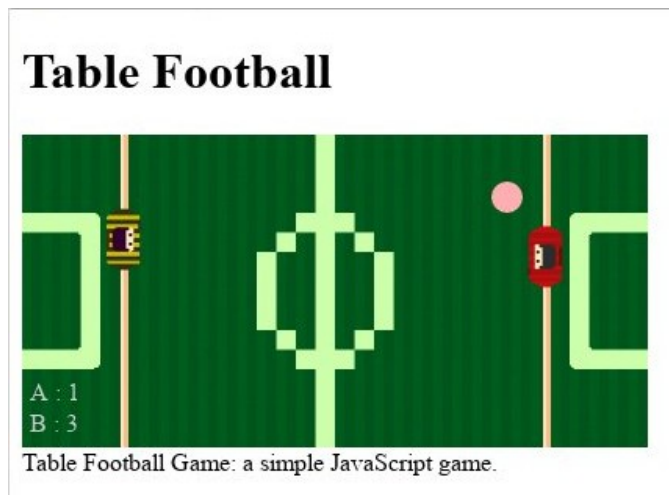 Table Football
A : 1
B : 3
Table Football Game: a simple JavaScript game.